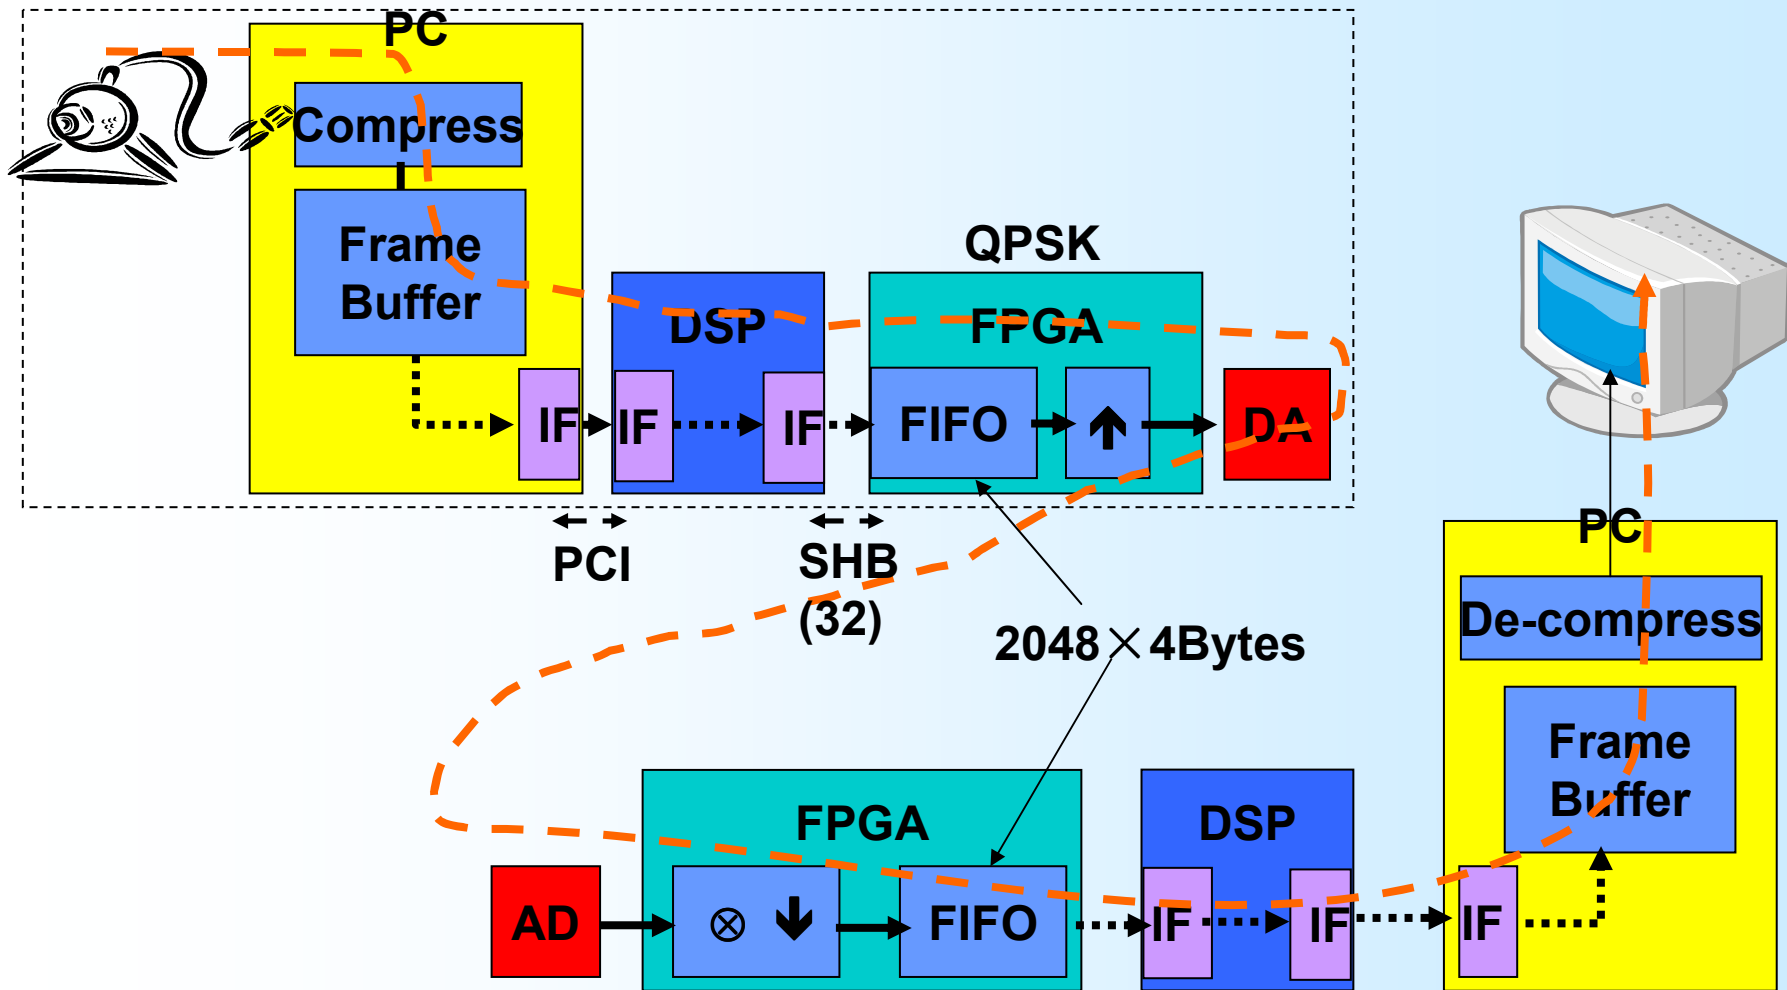 PC
Compress
Frame
Buffer
QPSK
DSP
FPGA
IF
IF
IF
FIFO
DA
PCI
SHB
(32)
2048×4Bytes
PC
De-compress
Frame
Buffer
FPGA
DSP
AD
FIFO
IF
IF
IF